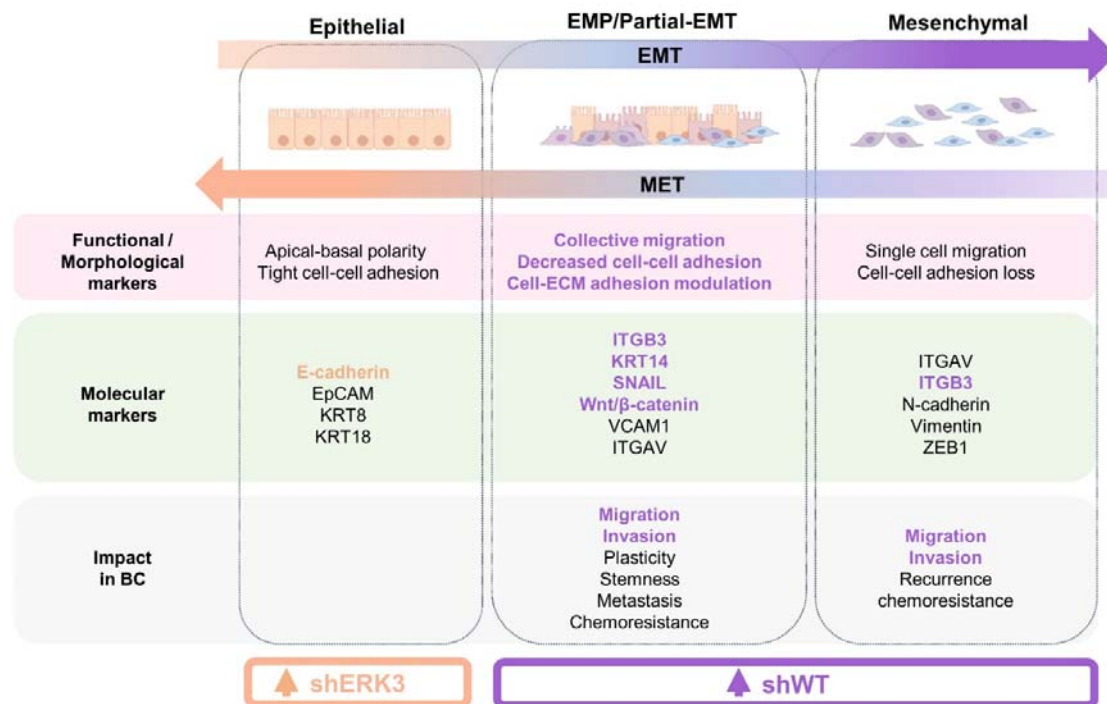 Epithelial
EMP/Partial-EMT
Mesenchymal
EMT
MET
Functional /
Morphological
markers
Apical-basal polarity
Tight cell-cell adhesion
Collective migration
Decreased cell-cell adhesion
Cell-ECM adhesion modulation
Single cell migration
Cell-cell adhesion loss
Molecular
markers
E-cadherin
EpCAM
KRT8
KRT18
ITGB3
KRT14
SNAIL
Wnt/β-catenin
VCAM1
ITGAV
ITGAV
ITGB3
N-cadherin
Vimentin
ZEB1
Impact
in BC
Migration
Invasion
Plasticity
Stemness
Metastasis
Chemoresistance
Migration
Invasion
Recurrence
chemoresistance
shERK3
shWT